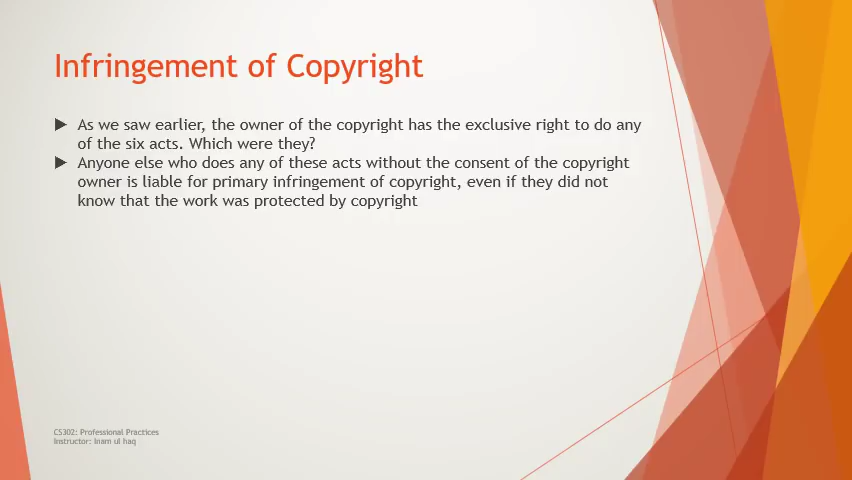 Infringement of Copyright
As we saw earlier, the owner of the copyright has the exclusive right to do any
of the six acts. Which were they?
Anyone else who does any of these acts without the consent of the copyright
owner is liable for primary infringement of copyright, even if they did not
know that the work was protected by copyright
CS302: Professional Practices
Instructor: Inam ul haq